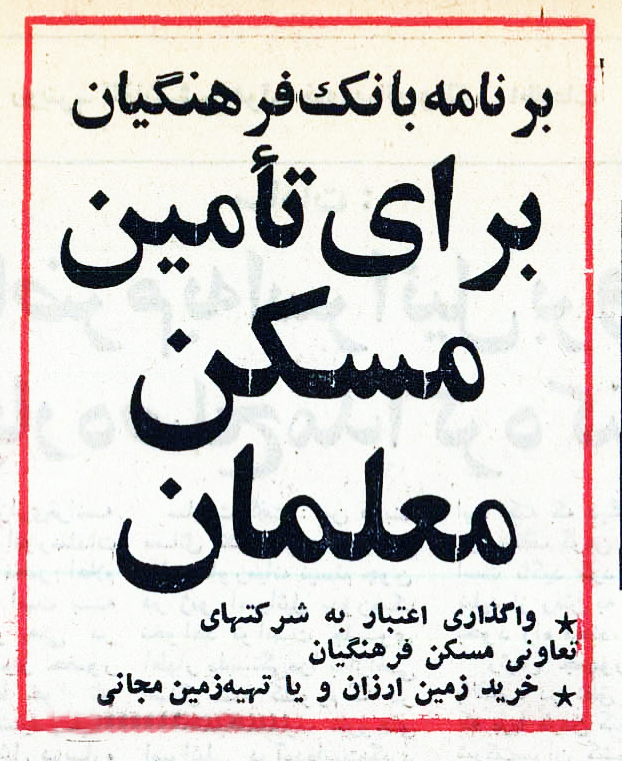 برنامه بانک فرهنگیان
برای تأمین
مسکن
معلمان
★ واگذاری اعتبار به شرکتهای
تعاونی مسکن فرهنگیان
★ خرید زمین ارزان و یا تهیه زمین مجانی